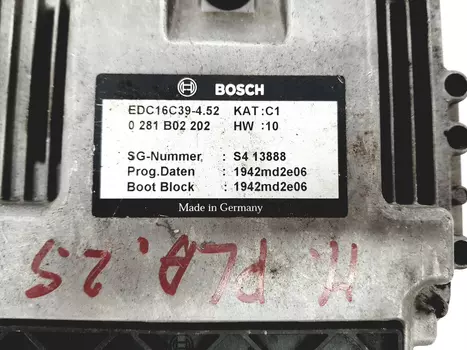 BOSCH
EDC16C39-4.52 KAT :C1
0 281 B02 202 HW :10
SG-Nummer. : S4 13888
Prog.Daten : 1942md2e06
Boot Block : 1942md2e06
Made in Germany
M. PLA. 2.5